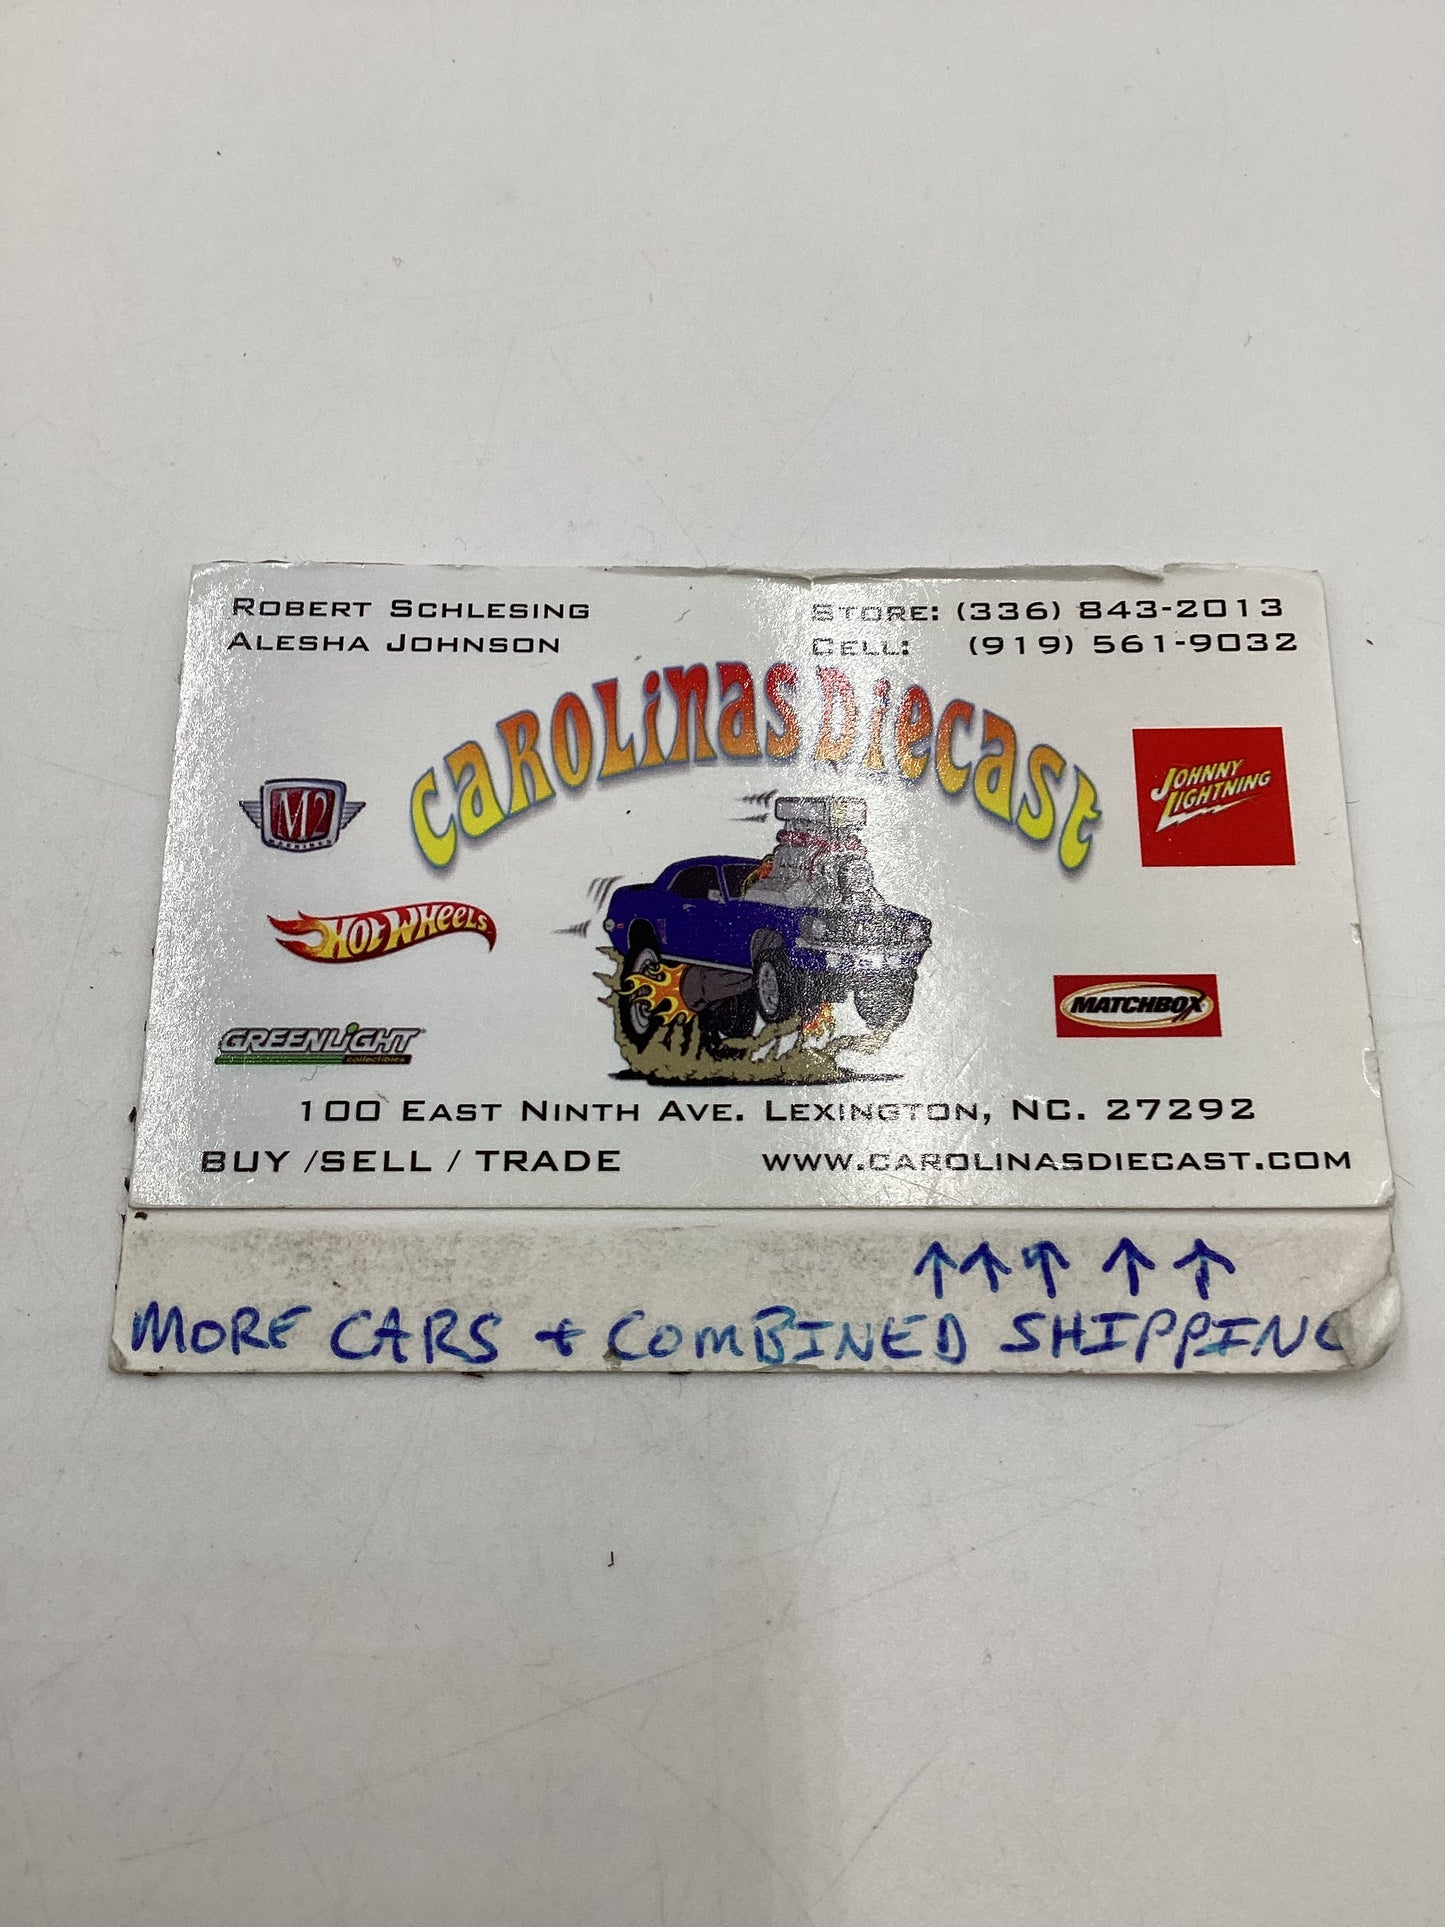 ROBERT SCHLESING
ALESHA JOHNSON
STORE: (336) 843-2013
CELL: (919) 561-9032
CAROLINAS DIECAST
M2
MACHINES
JOHNNY
LIGHTNING
HOT WHEELS
MATCHBOX
GREENLIGHT
collectibles
100 EAST NINTH AVE. LEXINGTON, NC. 27292
BUY /SELL / TRADE
WWW.CAROLINASDIECAST.COM
↑↑↑ ↑ ↑
MORE CARS + COMBINED SHIPPING